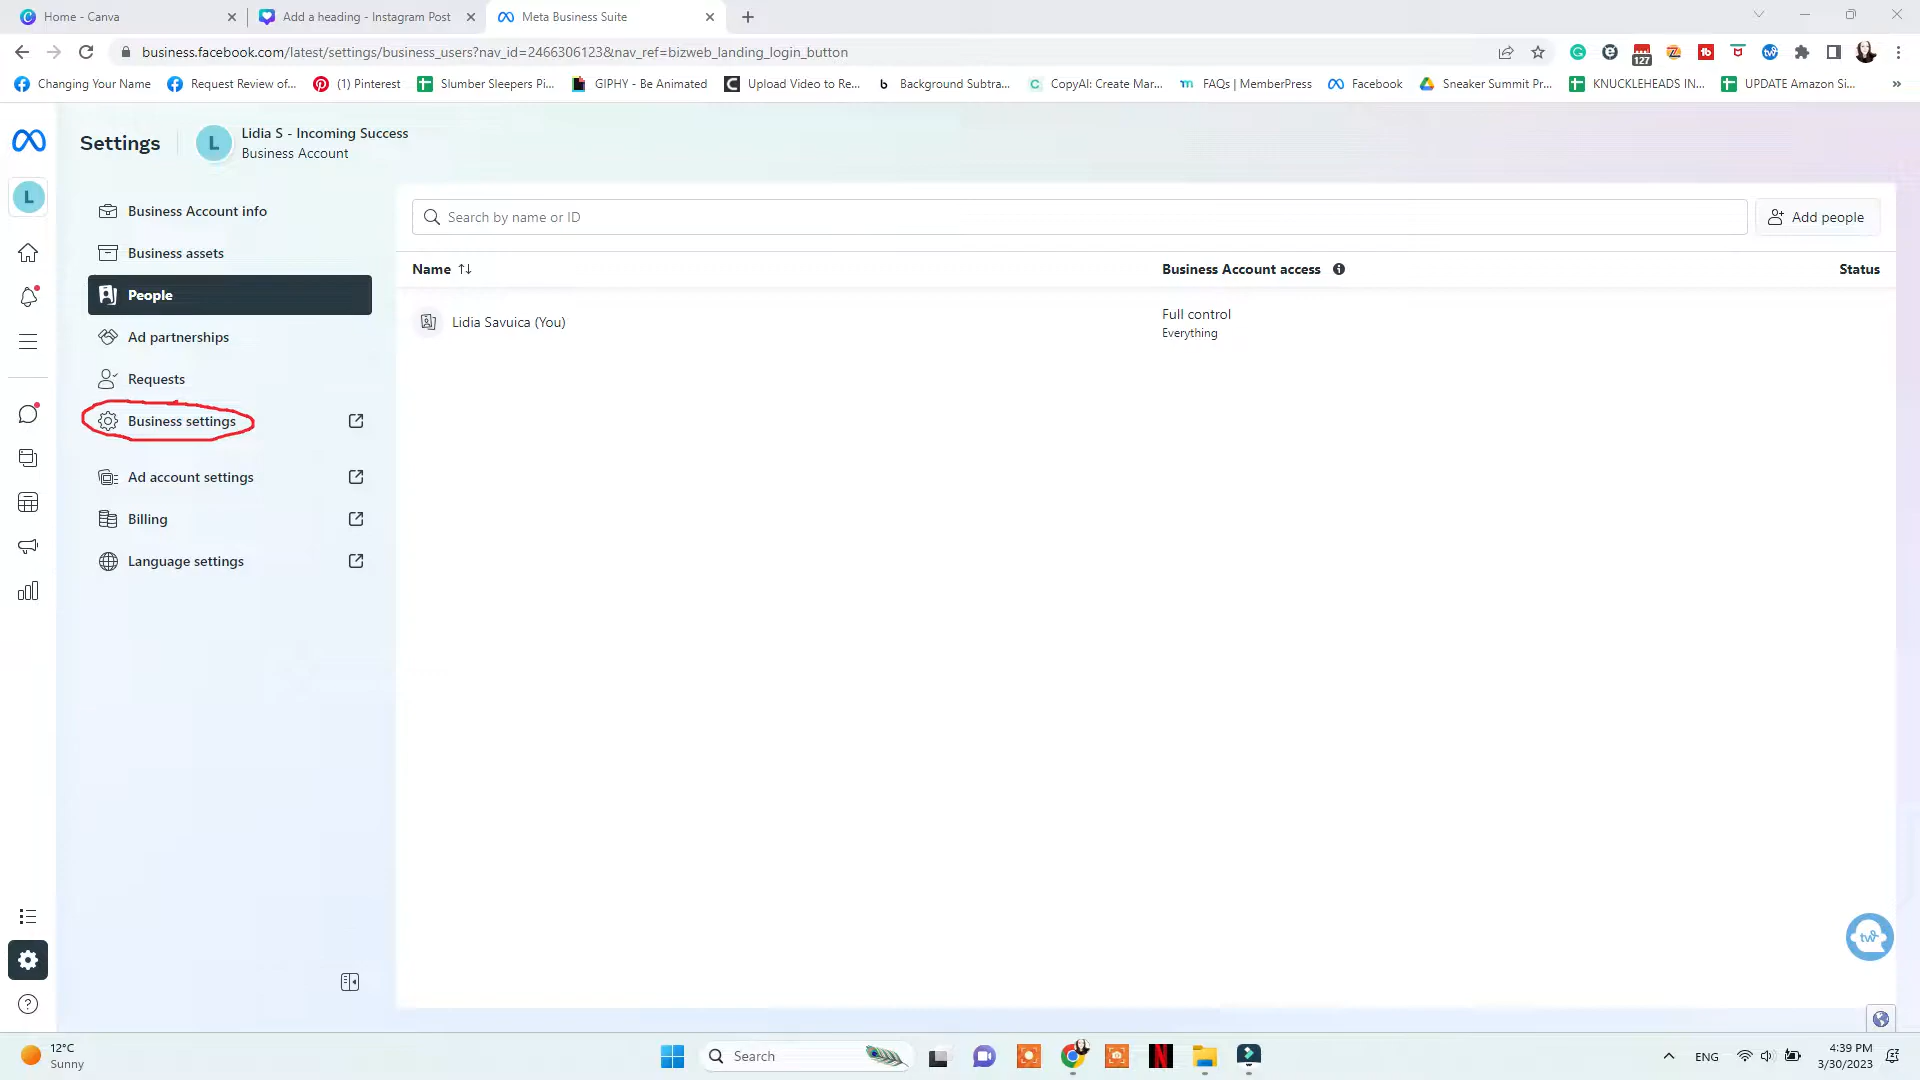 Home - Canva
Add a heading - Instagram Post
Meta Business Suite
business.facebook.com/latest/settings/business_users?nav_id=2466306123&nav_ref=bizweb_landing_login_button
127
Changing Your Name
Request Review of...
(1) Pinterest
Slumber Sleepers Pi...
GIPHY - Be Animated
Upload Video to Re...
b
Background Subtra...
CopyAI: Create Mar...
m
FAQs | MemberPress
Facebook
Sneaker Summit Pr...
KNUCKLEHEADS IN...
UPDATE Amazon Si...
»
Settings
L
Lidia S - Incoming Success
Business Account
L
Business Account info
Business assets
People
Ad partnerships
Requests
Business settings
Ad account settings
Billing
Language settings
Search by name or ID
Add people
Name
Business Account access
Status
Lidia Savuica (You)
Full control
Everything
tw
12°C
Sunny
Search
N
ENG
4:39 PM
3/30/2023